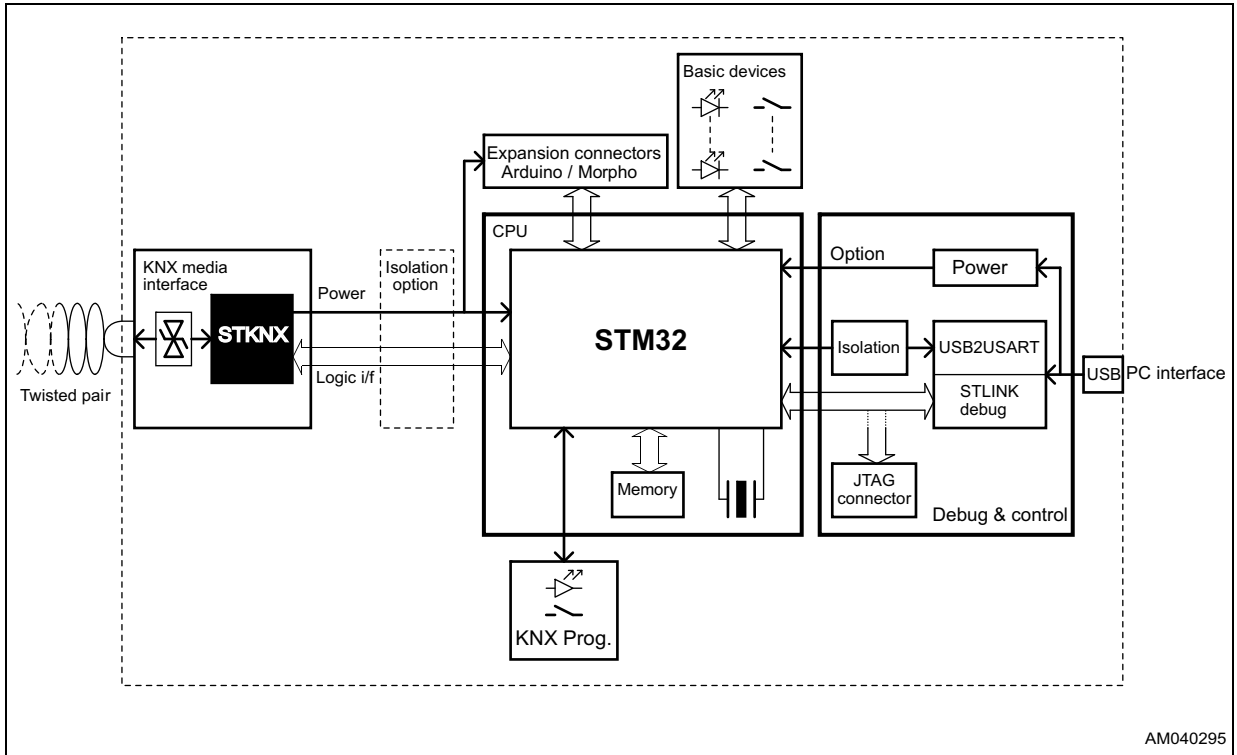 Basic devices
Expansion connectors
Arduino / Morpho
CPU
KNX media
interface
STKNX
Isolation
option
Power
Logic i/f
Twisted pair
STM32
Option
Power
Isolation
USB2USART
STLINK
debug
USB
PC interface
Memory
JTAG
connector
Debug & control
KNX Prog.
AM040295